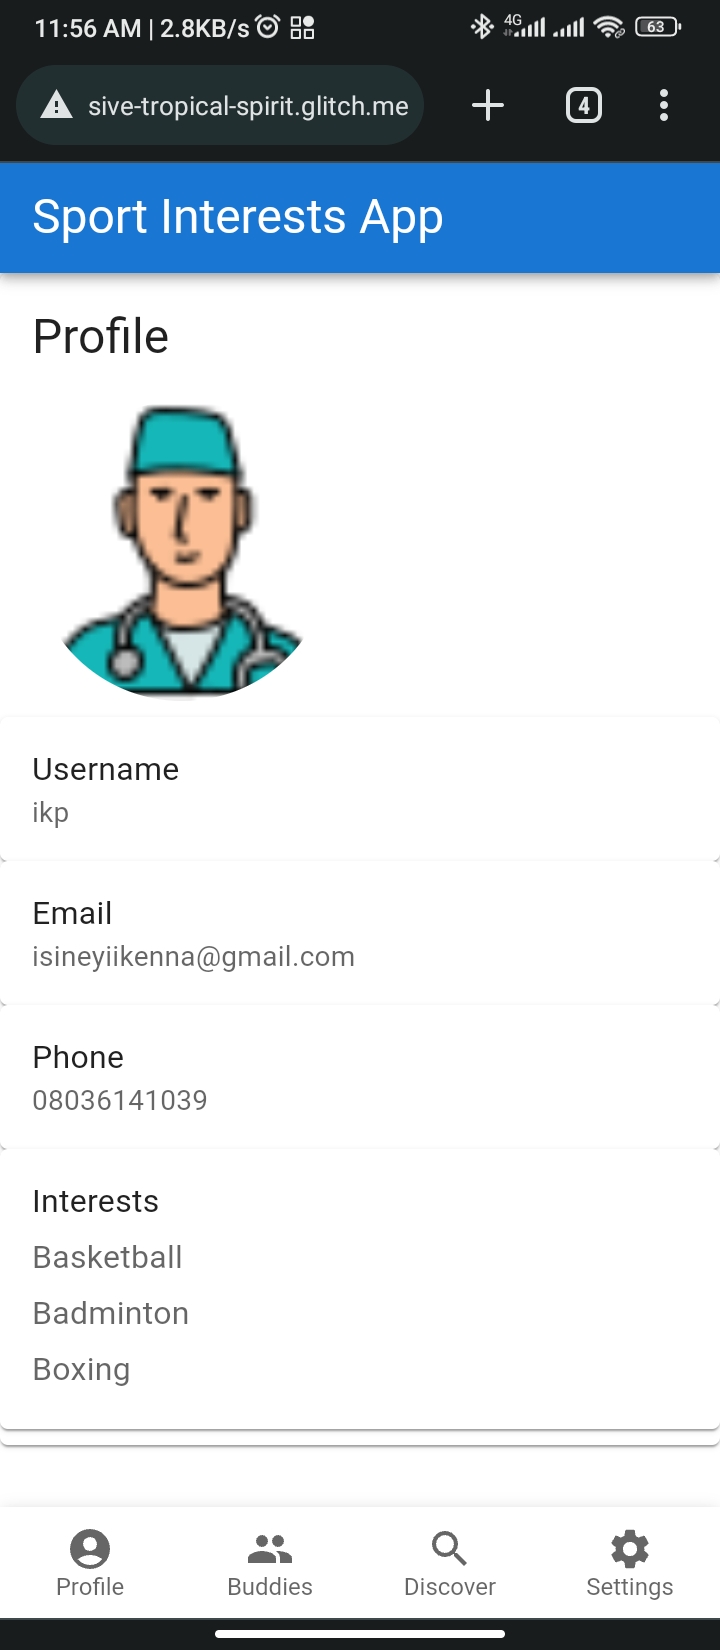 11:56 AM | 2.8KB/s
4G
63
sive-tropical-spirit.glitch.me
4
Sport Interests App
Profile
Username
ikp
Email
isineyiikenna@gmail.com
Phone
08036141039
Interests
Basketball
Badminton
Boxing
Profile
Buddies
Discover
Settings